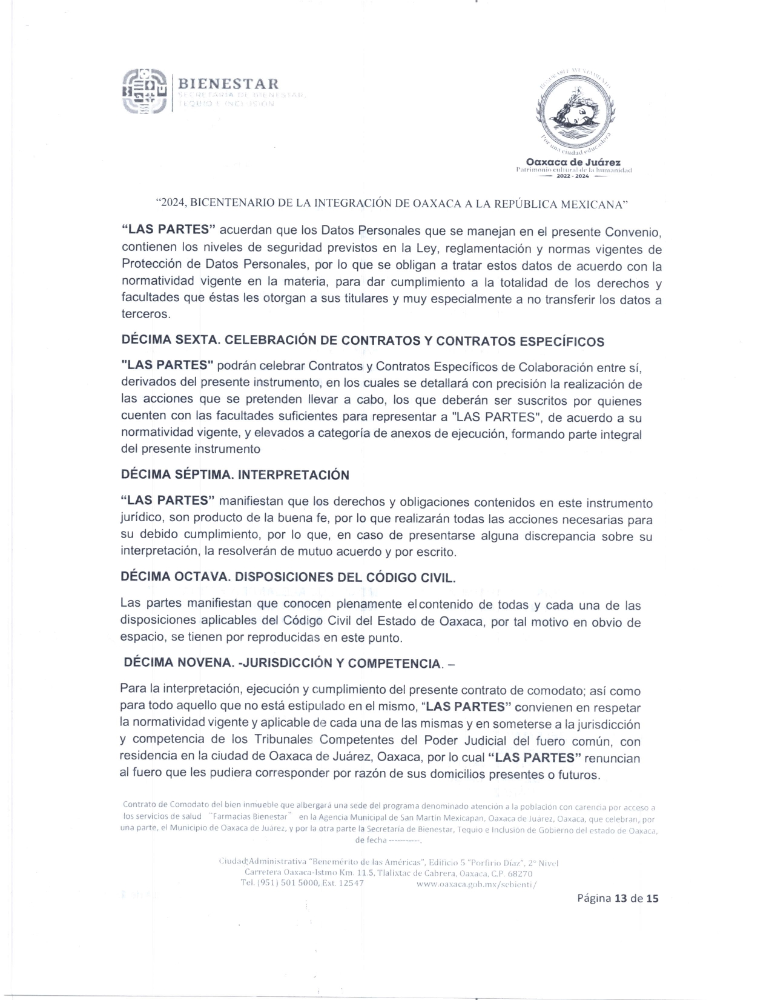 BIENESTAR
SECRETARÍA DE BIENESTAR,
TEQUIO E INCLUSIÓN
HONORABLE AYUNTAMIENTO
Por una ciudad educadora
Oaxaca de Juárez
Patrimonio cultural de la humanidad
2022 - 2024
“2024, BICENTENARIO DE LA INTEGRACIÓN DE OAXACA A LA REPÚBLICA MEXICANA”
“LAS PARTES” acuerdan que los Datos Personales que se manejan en el presente Convenio,
contienen los niveles de seguridad previstos en la Ley, reglamentación y normas vigentes de
Protección de Datos Personales, por lo que se obligan a tratar estos datos de acuerdo con la
normatividad vigente en la materia, para dar cumplimiento a la totalidad de los derechos y
facultades que éstas les otorgan a sus titulares y muy especialmente a no transferir los datos a
terceros.
DÉCIMA SEXTA. CELEBRACIÓN DE CONTRATOS Y CONTRATOS ESPECÍFICOS
"LAS PARTES" podrán celebrar Contratos y Contratos Específicos de Colaboración entre sí,
derivados del presente instrumento, en los cuales se detallará con precisión la realización de
las acciones que se pretenden llevar a cabo, los que deberán ser suscritos por quienes
cuenten con las facultades suficientes para representar a "LAS PARTES", de acuerdo a su
normatividad vigente, y elevados a categoría de anexos de ejecución, formando parte integral
del presente instrumento
DÉCIMA SÉPTIMA. INTERPRETACIÓN
“LAS PARTES” manifiestan que los derechos y obligaciones contenidos en este instrumento
jurídico, son producto de la buena fe, por lo que realizarán todas las acciones necesarias para
su debido cumplimiento, por lo que, en caso de presentarse alguna discrepancia sobre su
interpretación, la resolverán de mutuo acuerdo y por escrito.
DÉCIMA OCTAVA. DISPOSICIONES DEL CÓDIGO CIVIL.
Las partes manifiestan que conocen plenamente el contenido de todas y cada una de las
disposiciones aplicables del Código Civil del Estado de Oaxaca, por tal motivo en obvio de
espacio, se tienen por reproducidas en este punto.
DÉCIMA NOVENA. -JURISDICCIÓN Y COMPETENCIA. –
Para la interpretación, ejecución y cumplimiento del presente contrato de comodato; así como
para todo aquello que no está estipulado en el mismo, “LAS PARTES” convienen en respetar
la normatividad vigente y aplicable de cada una de las mismas y en someterse a la jurisdicción
y competencia de los Tribunales Competentes del Poder Judicial del fuero común, con
residencia en la ciudad de Oaxaca de Juárez, Oaxaca, por lo cual “LAS PARTES” renuncian
al fuero que les pudiera corresponder por razón de sus domicilios presentes o futuros.
Contrato de Comodato del bien inmueble que albergará una sede del programa denominado atención a la población con carencia por acceso a
los servicios de salud ¨Farmacias Bienestar¨ en la Agencia Municipal de San Martin Mexicapan, Oaxaca de Juárez, Oaxaca, que celebran, por
una parte, el Municipio de Oaxaca de Juárez, y por la otra parte la Secretaría de Bienestar, Tequio e Inclusión de Gobierno del estado de Oaxaca,
de fecha ----------.
Ciudad Administrativa "Benemérito de las Américas", Edificio 5 "Porfirio Díaz", 2° Nivel
Carretera Oaxaca-Istmo Km. 11.5, Tlalixtac de Cabrera, Oaxaca, C.P. 68270
Tel. (951) 501 5000, Ext. 12547 www.oaxaca.gob.mx/sebienti/
Página 13 de 15